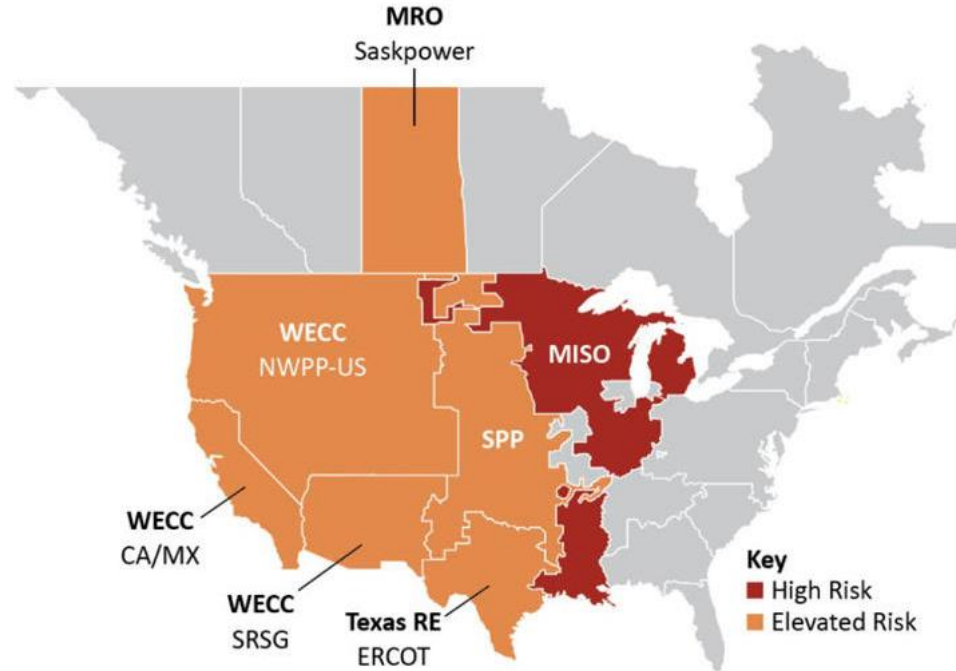 MRO
Saskpower
WECC
NWPP-US
MISO
SPP
WECC
CA/MX
WECC
SRSG
Texas RE
ERCOT
Key
High Risk
Elevated Risk